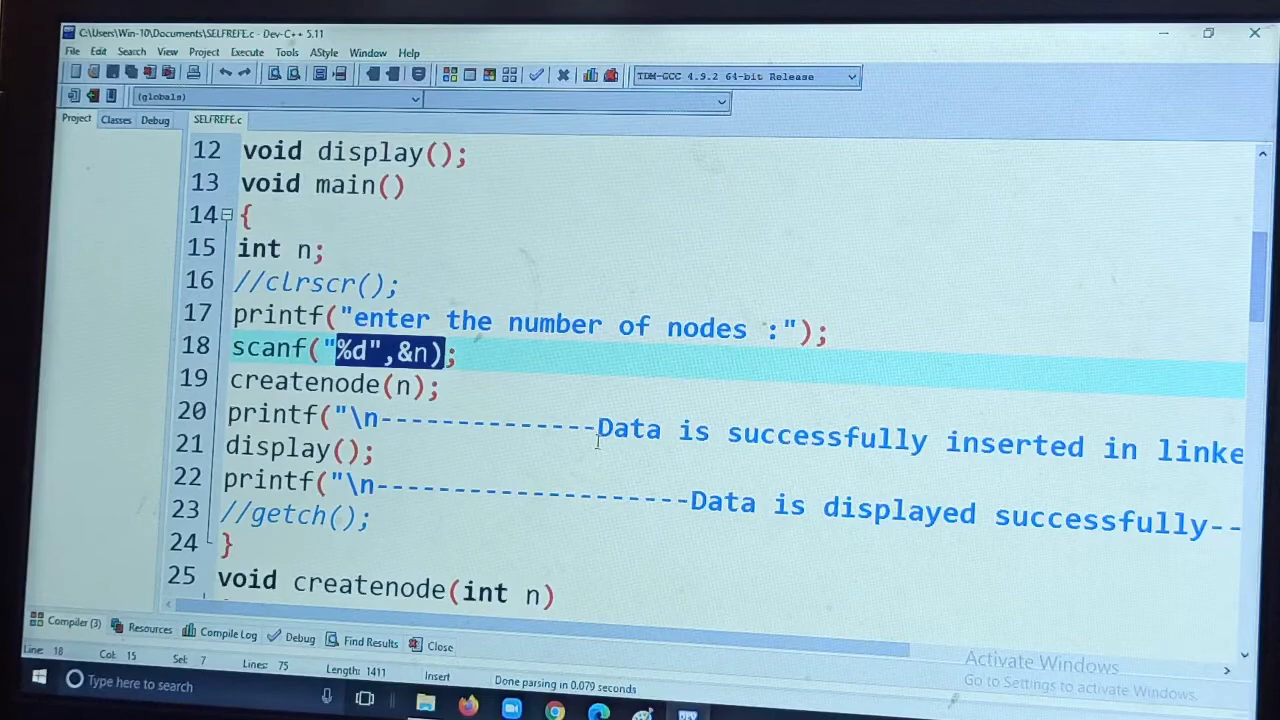 C:\Users\Win-10\Documents\SELFREFE.c - Dev-C++ 5.11
File Edit Search View Project Execute Tools AStyle Window Help
TDM-GCC 4.9.2 64-bit Release
(globals)
Project Classes Debug SELFREFE.c
12 void display();
13 void main()
14 {
15 int n;
16 //clrscr();
17 printf("enter the number of nodes :");
18 scanf("%d",&n);
19 createnode(n);
20 printf("\n--------------Data is successfully inserted in linke
21 display();
22 printf("\n--------------------Data is displayed successfully--
23 //getch();
24 }
25 void createnode(int n)
Compiler (3) Resources Compile Log Debug Find Results Close
Line: 18 Col: 15 Sel: 7 Lines: 75 Length: 1411 Insert Done parsing in 0.079 seconds
Activate Windows
Go to Settings to activate Windows.
Type here to search
DEV